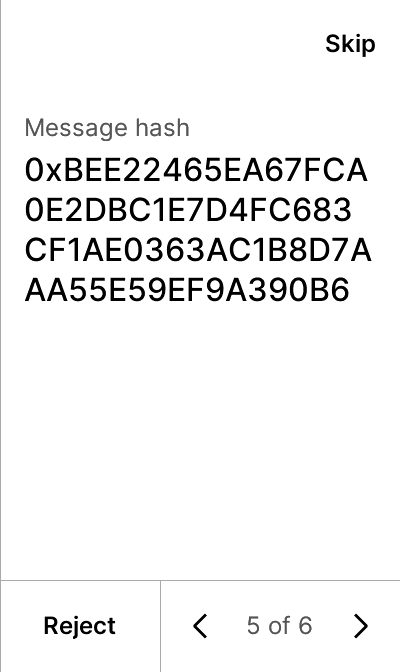 Skip
Message hash
0xBEE22465EA67FCA
0E2DBC1E7D4FC683
CF1AE0363AC1B8D7A
AA55E59EF9A390B6
Reject
5 of 6